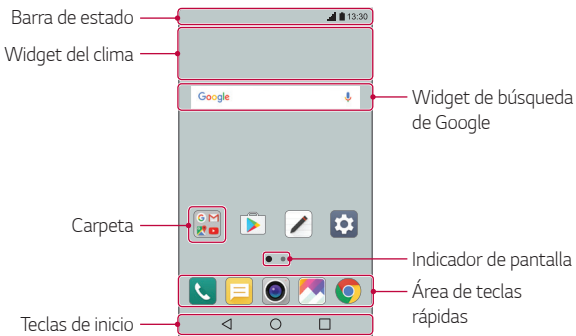 Barra de estado
13:30
Widget del clima
Google
Widget de búsqueda
de Google
G M
Carpeta
Indicador de pantalla
Área de teclas
rápidas
Teclas de inicio